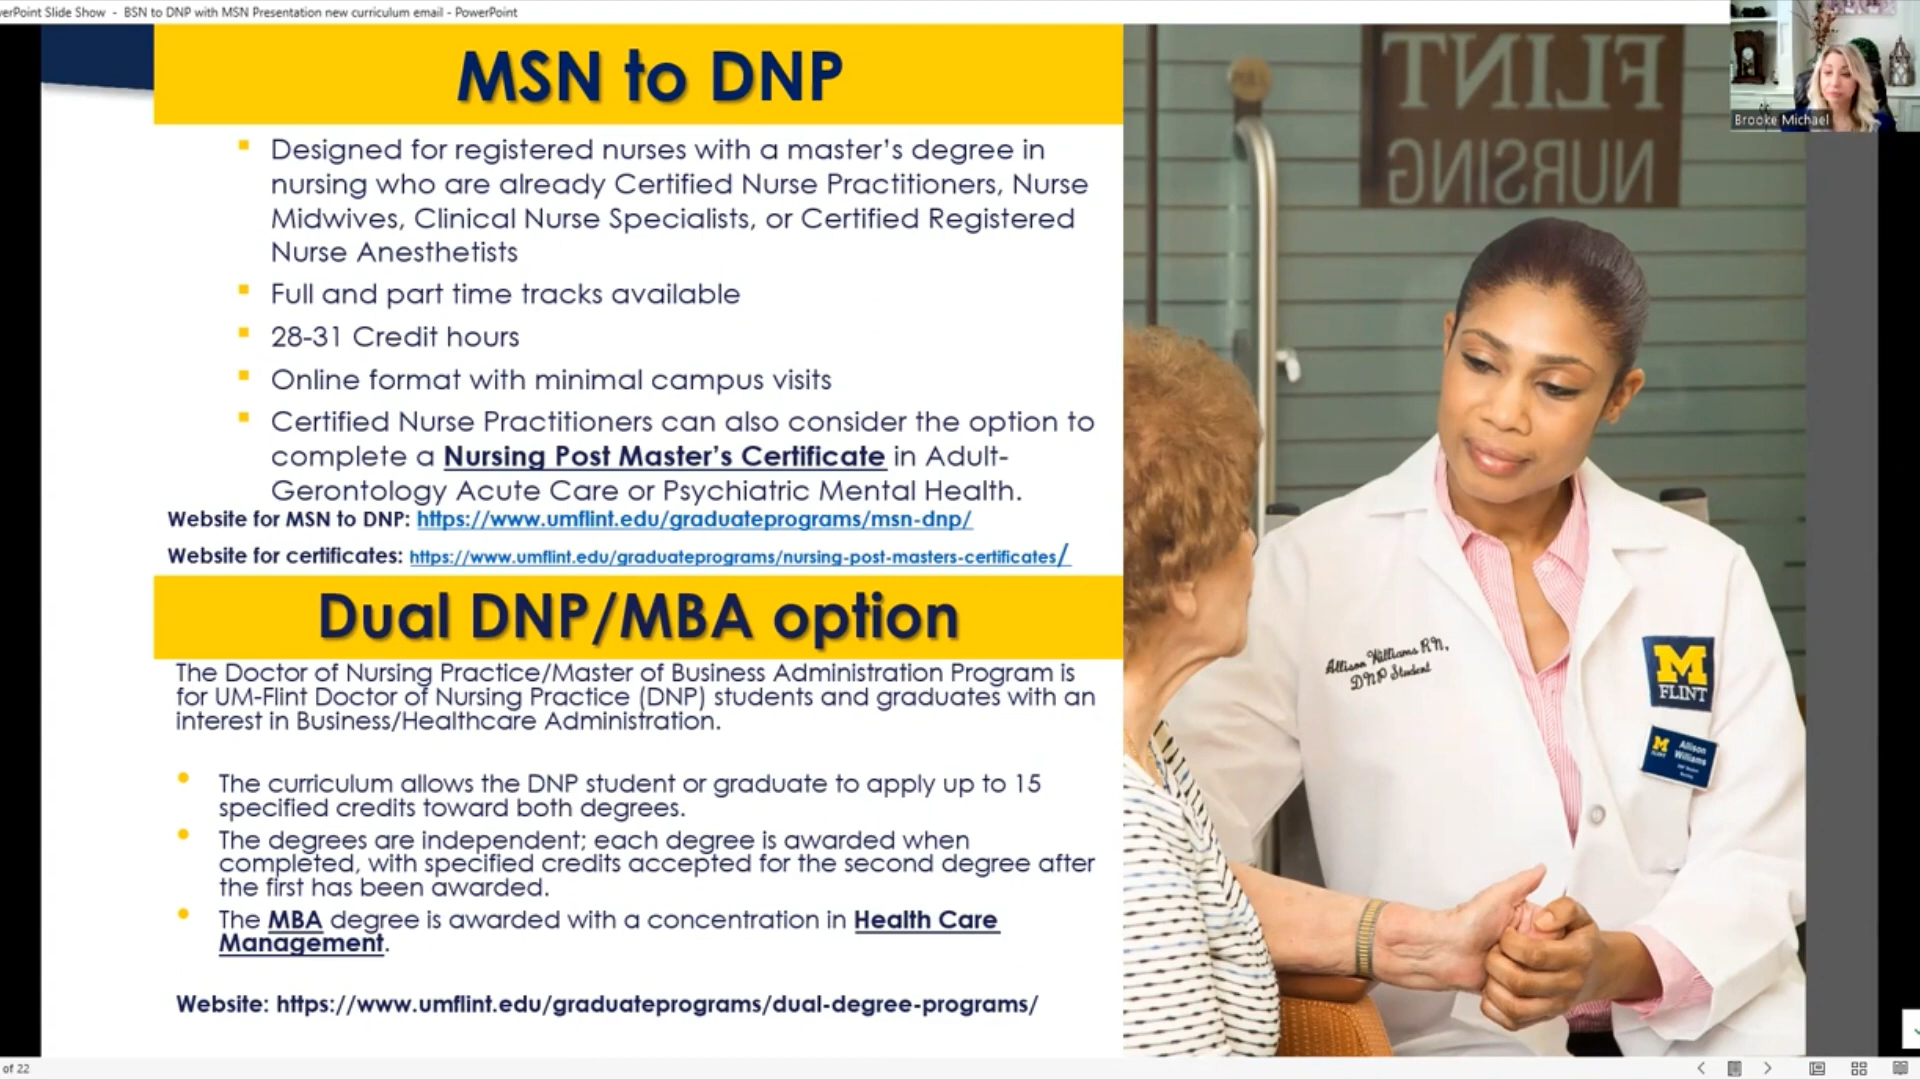 werPoint Slide Show - BSN to DNP with MSN Presentation new curriculum email - PowerPoint
MSN to DNP
Designed for registered nurses with a master's degree in
nursing who are already Certified Nurse Practitioners, Nurse
Midwives, Clinical Nurse Specialists, or Certified Registered
Nurse Anesthetists
Full and part time tracks available
28-31 Credit hours
Online format with minimal campus visits
Certified Nurse Practitioners can also consider the option to
complete a Nursing Post Master's Certificate in Adult-
Gerontology Acute Care or Psychiatric Mental Health.
Website for MSN to DNP: https://www.umflint.edu/graduateprograms/msn-dnp/
Website for certificates: https://www.umflint.edu/graduateprograms/nursing-post-masters-certificates/
Dual DNP/MBA option
The Doctor of Nursing Practice/Master of Business Administration Program is
for UM-Flint Doctor of Nursing Practice (DNP) students and graduates with an
interest in Business/Healthcare Administration.
The curriculum allows the DNP student or graduate to apply up to 15
specified credits toward both degrees.
The degrees are independent; each degree is awarded when
completed, with specified credits accepted for the second degree after
the first has been awarded.
The MBA degree is awarded with a concentration in Health Care
Management.
Website: https://www.umflint.edu/graduateprograms/dual-degree-programs/
FLINT
NURSING
Brooke Michael
Allison Williams RN,
DNP Student
M
FLINT
M
Allison
Williams
of 22